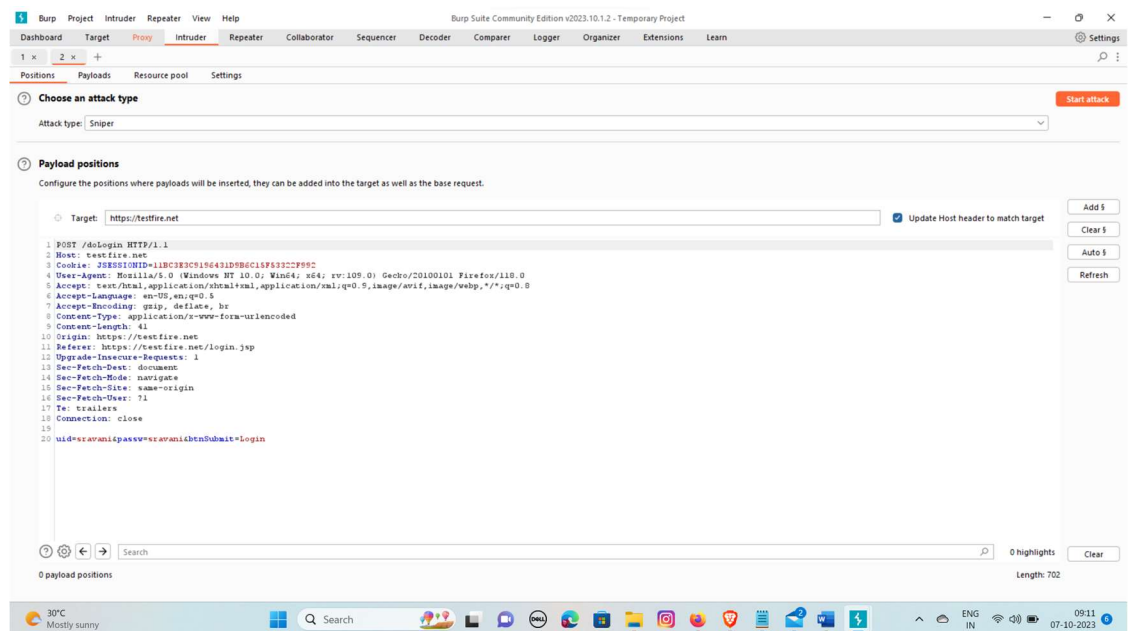 Burp Project Intruder Repeater View Help Burp Suite Community Edition v2023.10.1.2 - Temporary Project
Dashboard Target Proxy Intruder Repeater Collaborator Sequencer Decoder Comparer Logger Organizer Extensions Learn Settings
1 × 2 × +
Positions Payloads Resource pool Settings
Choose an attack type Start attack
Attack type: Sniper
Payload positions
Configure the positions where payloads will be inserted, they can be added into the target as well as the base request.
Target: https://testfire.net Update Host header to match target
Add §
Clear §
Auto §
Refresh
1 POST /doLogin HTTP/1.1
2 Host: testfire.net
3 Cookie: JSESSIONID=11BC3E3C9196431D9B6C15F53322F992
4 User-Agent: Mozilla/5.0 (Windows NT 10.0; Win64; x64; rv:109.0) Gecko/20100101 Firefox/118.0
5 Accept: text/html,application/xhtml+xml,application/xml;q=0.9,image/avif,image/webp,*/*;q=0.8
6 Accept-Language: en-US,en;q=0.5
7 Accept-Encoding: gzip, deflate, br
8 Content-Type: application/x-www-form-urlencoded
9 Content-Length: 41
10 Origin: https://testfire.net
11 Referer: https://testfire.net/login.jsp
12 Upgrade-Insecure-Requests: 1
13 Sec-Fetch-Dest: document
14 Sec-Fetch-Mode: navigate
15 Sec-Fetch-Site: same-origin
16 Sec-Fetch-User: ?1
17 Te: trailers
18 Connection: close
19
20 uid=sravani&passw=sravani&btnSubmit=Login
Search 0 highlights Clear
0 payload positions Length: 702
30°C
Mostly sunny
Search
DELL
2
ENG
IN
09:11
07-10-2023
6